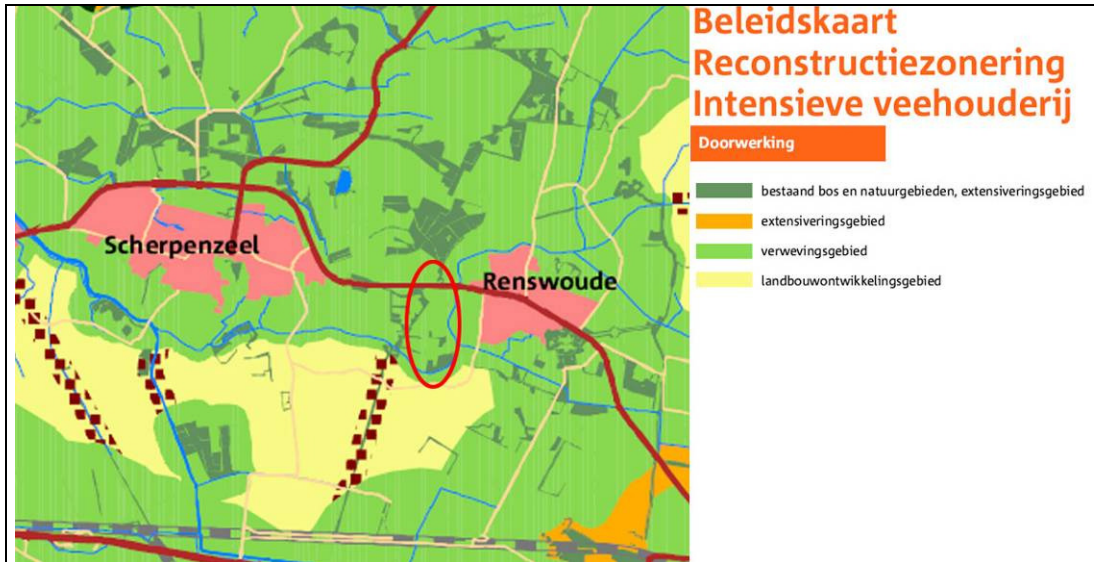 Beleidskaart
Reconstructiezonering
Intensieve veehouderij
Doorwerking
bestaand bos en natuurgebieden, extensiveringsgebied
extensiveringsgebied
verwevingsgebied
landbouwontwikkelingsgebied
Scherpenzeel
Renswoude